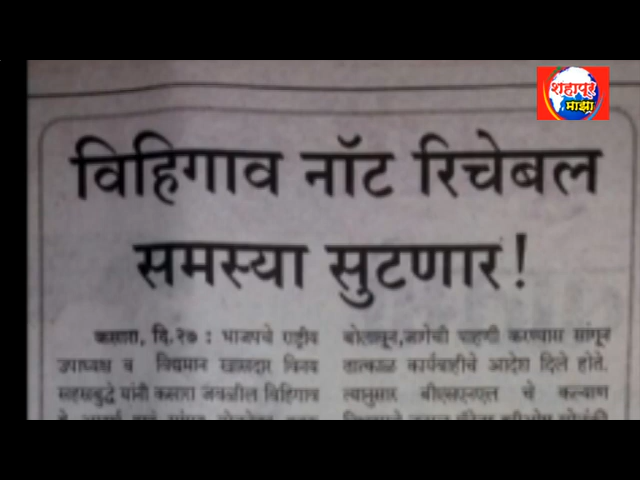 शहापूर
माझा
विहिगाव नॉट रिचेबल
समस्या सुटणार!
कसारा, दि.२७ : भाजपचे राष्ट्रीय
उपाध्यक्ष व विद्यमान खासदार विनय
सहस्रबुद्धे यांनी कसारा जवळील विहिगाव
बोलावून,जागेची पाहणी करण्यास सांगून
तात्काळ कार्यवाहीचे आदेश दिले होते.
त्यानुसार बीएसएनएल चे कल्याण